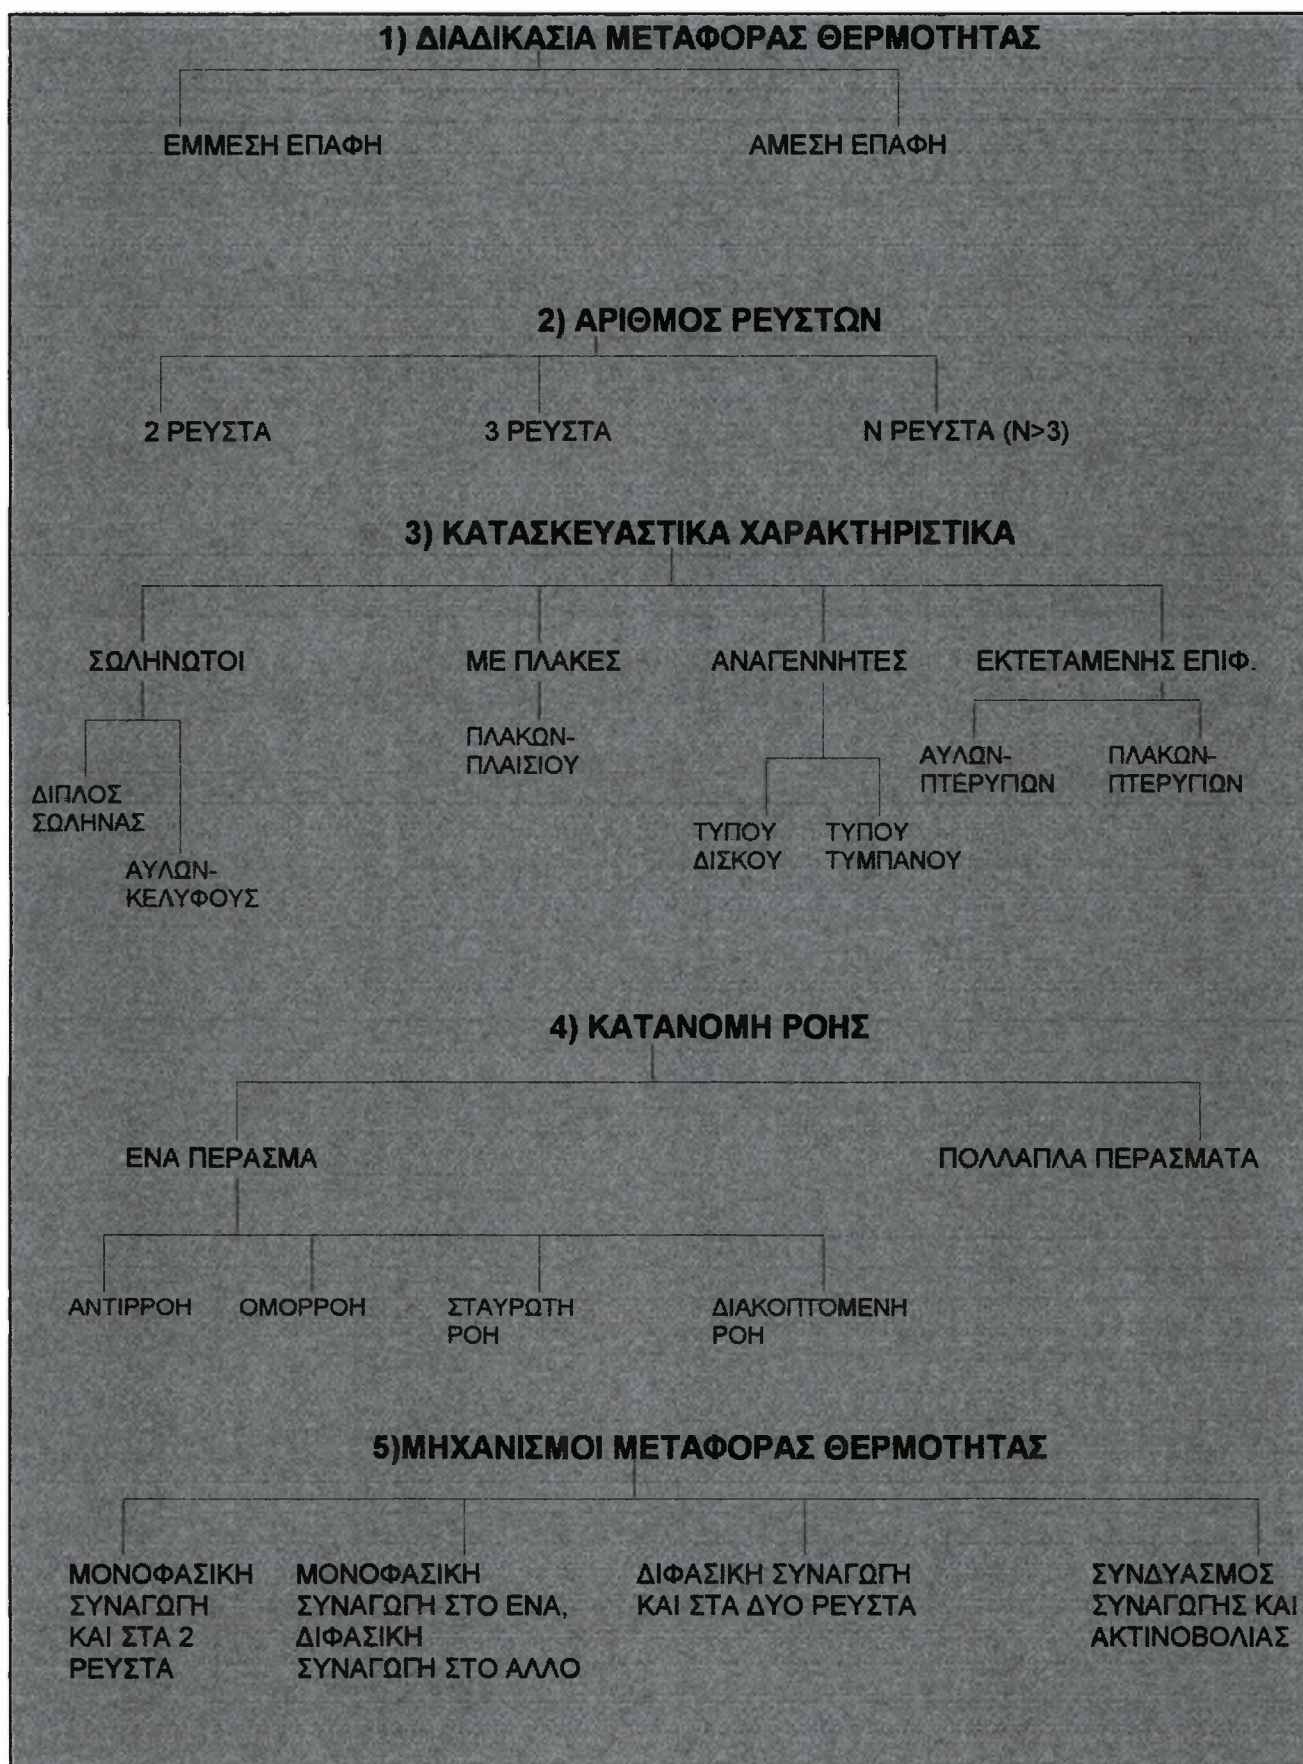 1) ΔΙΑΔΙΚΑΣΙΑ ΜΕΤΑΦΟΡΑΣ ΘΕΡΜΟΤΗΤΑΣ
ΕΜΜΕΣΗ ΕΠΑΦΗ
ΑΜΕΣΗ ΕΠΑΦΗ
2) ΑΡΙΘΜΟΣ ΡΕΥΣΤΩΝ
2 ΡΕΥΣΤΑ
3 ΡΕΥΣΤΑ
Ν ΡΕΥΣΤΑ (Ν>3)
3) ΚΑΤΑΣΚΕΥΑΣΤΙΚΑ ΧΑΡΑΚΤΗΡΙΣΤΙΚΑ
ΣΩΛΗΝΩΤΟΙ
ΜΕ ΠΛΑΚΕΣ
ΑΝΑΓΕΝΝΗΤΕΣ
ΕΚΤΕΤΑΜΕΝΗΣ ΕΠΙΦ.
ΔΙΠΛΟΣ
ΣΩΛΗΝΑΣ
ΑΥΛΩΝ-
ΚΕΛΥΦΟΥΣ
ΠΛΑΚΩΝ-
ΠΛΑΙΣΙΟΥ
ΤΥΠΟΥ
ΔΙΣΚΟΥ
ΤΥΠΟΥ
ΤΥΜΠΑΝΟΥ
ΑΥΛΩΝ-
ΠΤΕΡΥΓΙΩΝ
ΠΛΑΚΩΝ-
ΠΤΕΡΥΓΙΩΝ
4) ΚΑΤΑΝΟΜΗ ΡΟΗΣ
ΕΝΑ ΠΕΡΑΣΜΑ
ΠΟΛΛΑΠΛΑ ΠΕΡΑΣΜΑΤΑ
ΑΝΤΙΡΡΟΗ
ΟΜΟΡΡΟΗ
ΣΤΑΥΡΩΤΗ
ΡΟΗ
ΔΙΑΚΟΠΤΟΜΕΝΗ
ΡΟΗ
5)ΜΗΧΑΝΙΣΜΟΙ ΜΕΤΑΦΟΡΑΣ ΘΕΡΜΟΤΗΤΑΣ
ΜΟΝΟΦΑΣΙΚΗ
ΣΥΝΑΓΩΓΗ
ΚΑΙ ΣΤΑ 2
ΡΕΥΣΤΑ
ΜΟΝΟΦΑΣΙΚΗ
ΣΥΝΑΓΩΓΗ ΣΤΟ ΕΝΑ,
ΔΙΦΑΣΙΚΗ
ΣΥΝΑΓΩΓΗ ΣΤΟ ΑΛΛΟ
ΔΙΦΑΣΙΚΗ ΣΥΝΑΓΩΓΗ
ΚΑΙ ΣΤΑ ΔΥΟ ΡΕΥΣΤΑ
ΣΥΝΔΥΑΣΜΟΣ
ΣΥΝΑΓΩΓΗΣ ΚΑΙ
ΑΚΤΙΝΟΒΟΛΙΑΣ